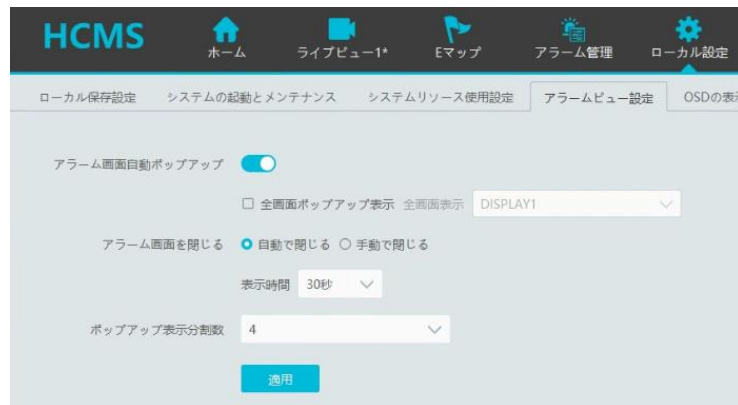 HCMS
ホーム ライブビュー1* Eマップ アラーム管理 ローカル設定
ローカル保存設定 システムの起動とメンテナンス システムリソース使用設定 アラームビュー設定 OSDの表
アラーム画面自動ポップアップ
全画面ポップアップ表示 全画面表示 DISPLAY1
アラーム画面を閉じる 自動で閉じる 手動で閉じる
表示時間 30秒
ポップアップ表示分割数 4
適用